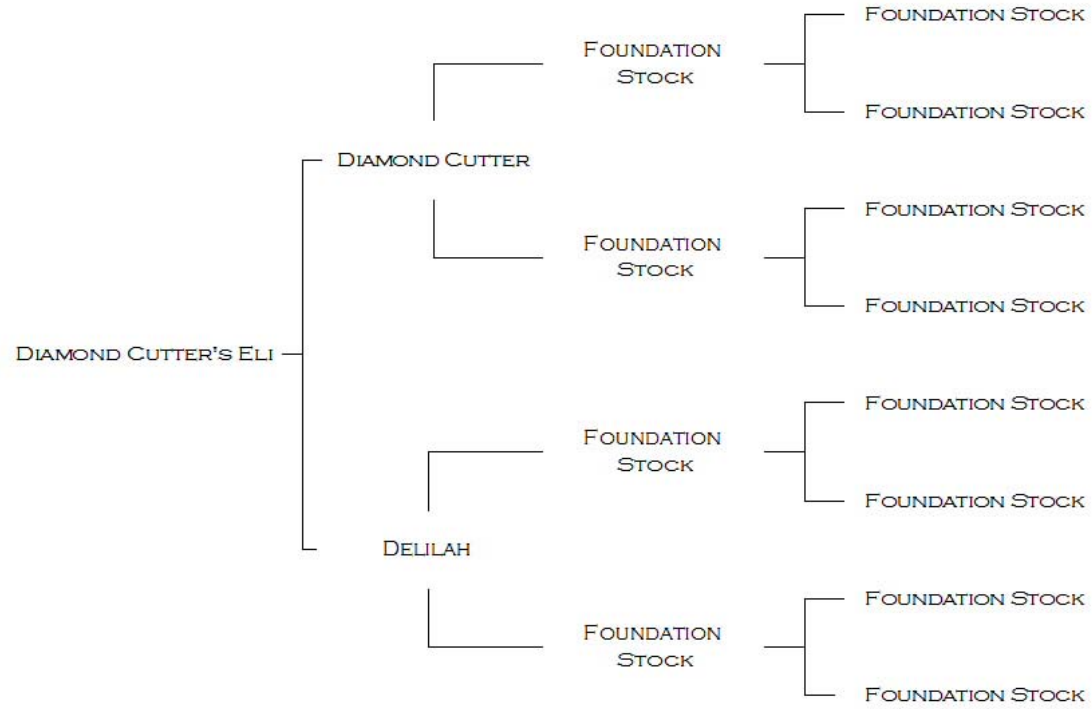 Foundation Stock
Foundation
Stock
Foundation Stock
Diamond Cutter
Foundation Stock
Foundation
Stock
Foundation Stock
Diamond Cutter's Eli
Foundation Stock
Foundation
Stock
Foundation Stock
Delilah
Foundation Stock
Foundation
Stock
Foundation Stock